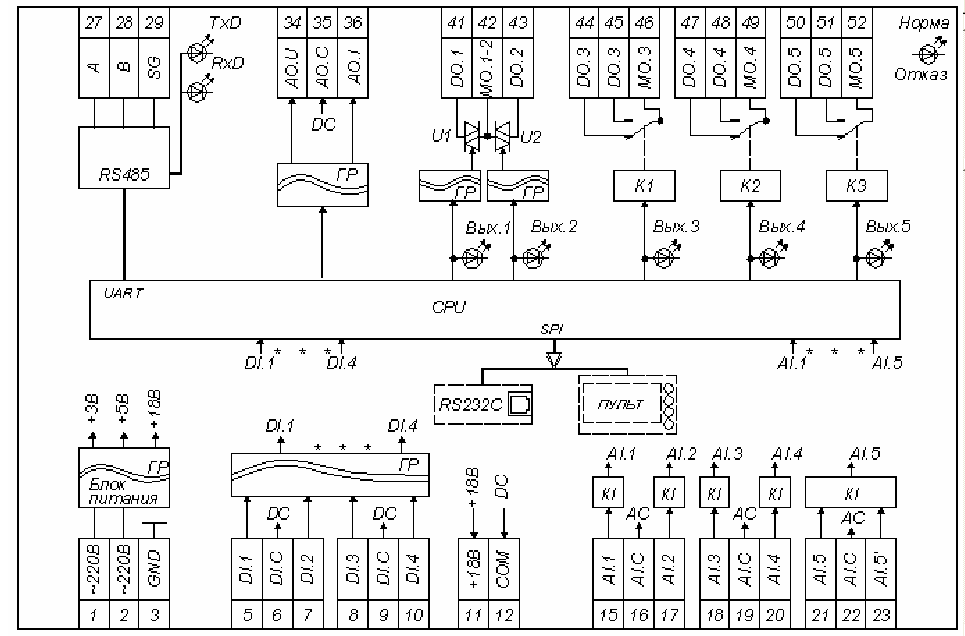 27 28 29 TxD 34 35 36 41 42 43 44 45 46 47 48 49 50 51 52 Норма
A B SG RxD AO.U AO.C AO.I DO.1 MO.1-2 DO.2 DO.3 DO.3 MO.3 DO.4 DO.4 MO.4 DO.5 DO.5 MO.5 Отказ
DC U1 U2
RS485 ГР ГР ГР K1 K2 K3
Вых.1 Вых.2 Вых.3 Вых.4 Вых.5
UART
CPU
SPI
DI.1 * * * DI.4 AI.1 * * * AI.5
RS232C ПУЛЬТ
+3В +5В +18В DI.1 * * * DI.4
ГР ГР +18В DC AI.1 AI.2 AI.3 AI.4 AI.5
Блок
питания
KI KI KI KI KI
DC DC AC AC AC
~220В ~220В GND DI.1 DI.C DI.2 DI.3 DI.C DI.4 +18В COM AI.1 AI.C AI.2 AI.3 AI.C AI.4 AI.5 AI.C AI.5'
1 2 3 5 6 7 8 9 10 11 12 15 16 17 18 19 20 21 22 23